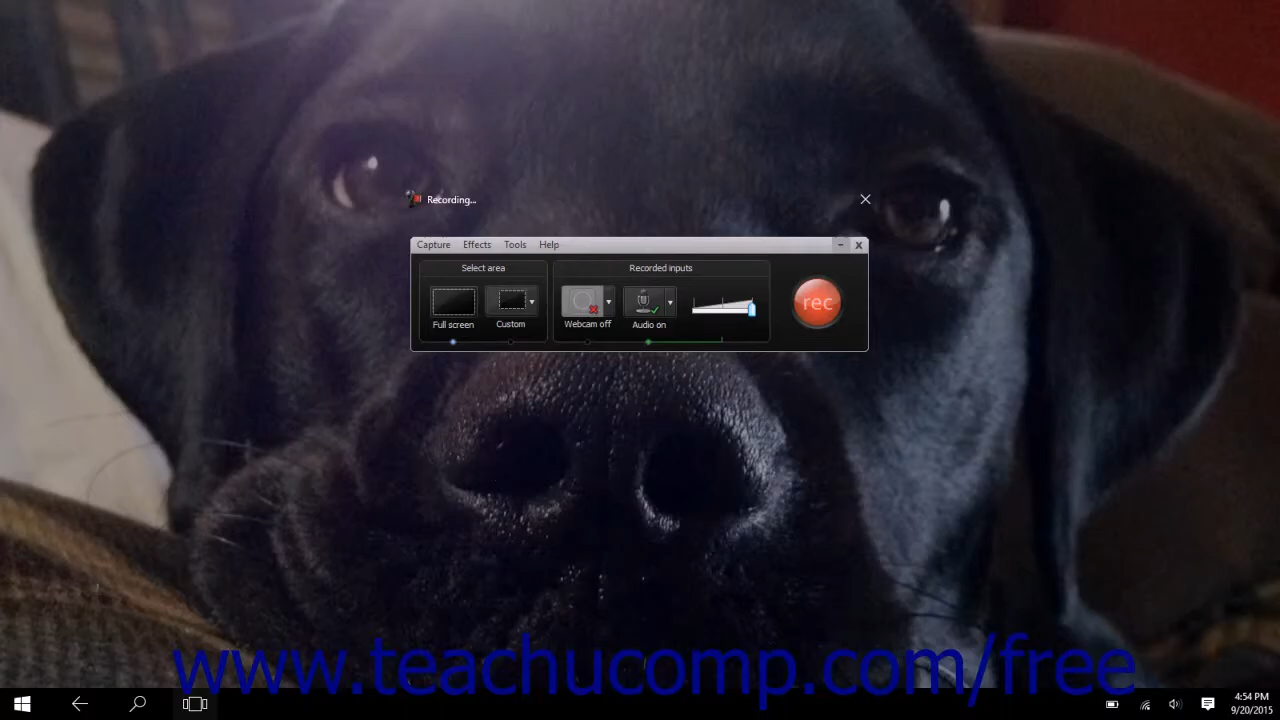 Recording...
Capture Effects Tools Help
Select area
Recorded inputs
Full screen
Custom
Webcam off
Audio on
rec
www.teachucomp.com/free
4:54 PM
9/20/2015